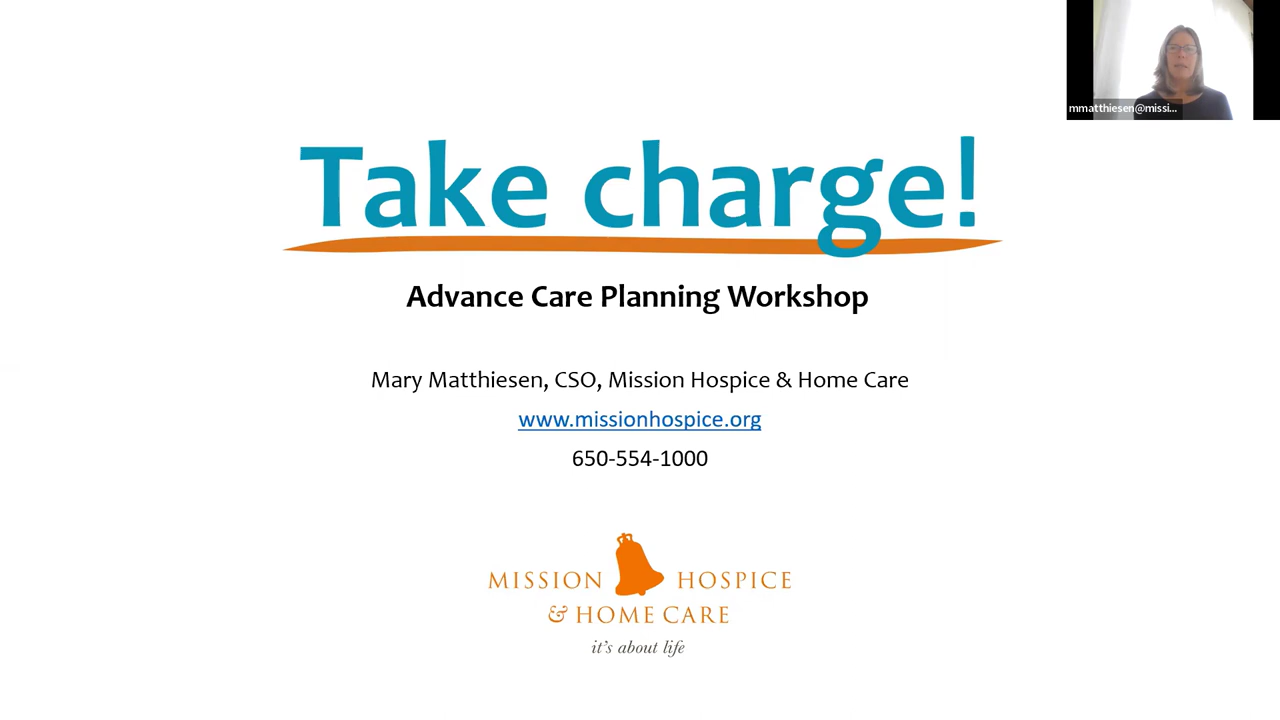 mmatthiesen@missi...
Take charge!
Advance Care Planning Workshop
Mary Matthiesen, CSO, Mission Hospice & Home Care
www.missionhospice.org
650-554-1000
MISSION HOSPICE
& HOME CARE
it's about life